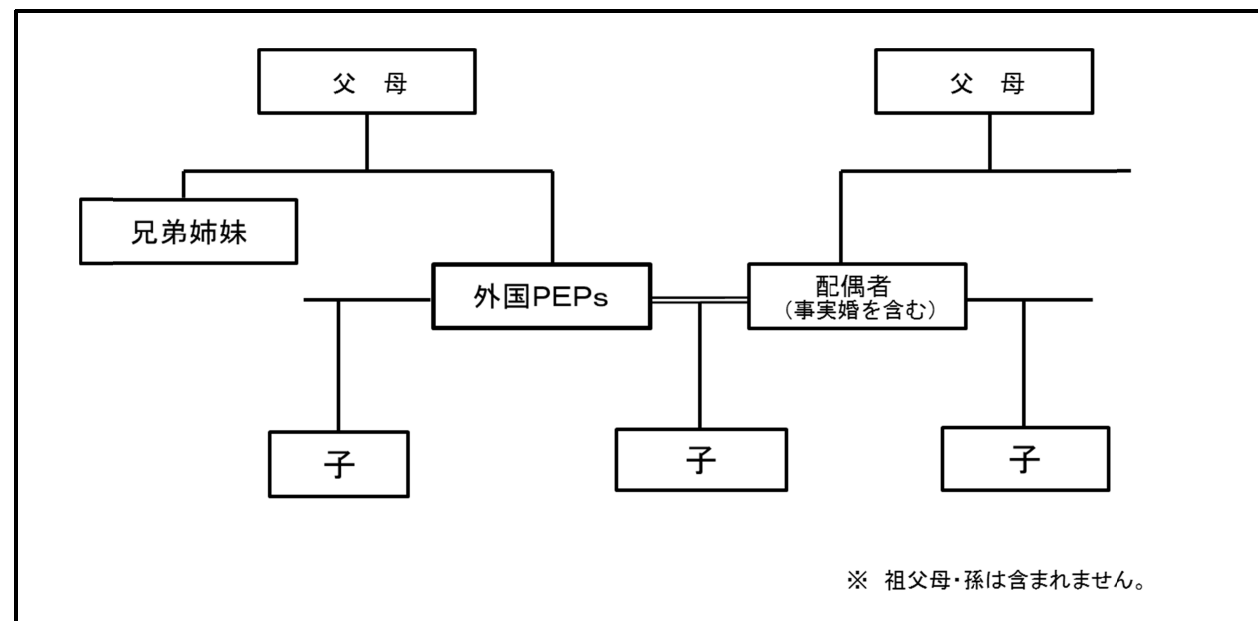 父　母
父　母
兄弟姉妹
外国ＰＥＰｓ
配偶者
（事実婚を含む）
子
子
子
※　祖父母・孫は含まれません。